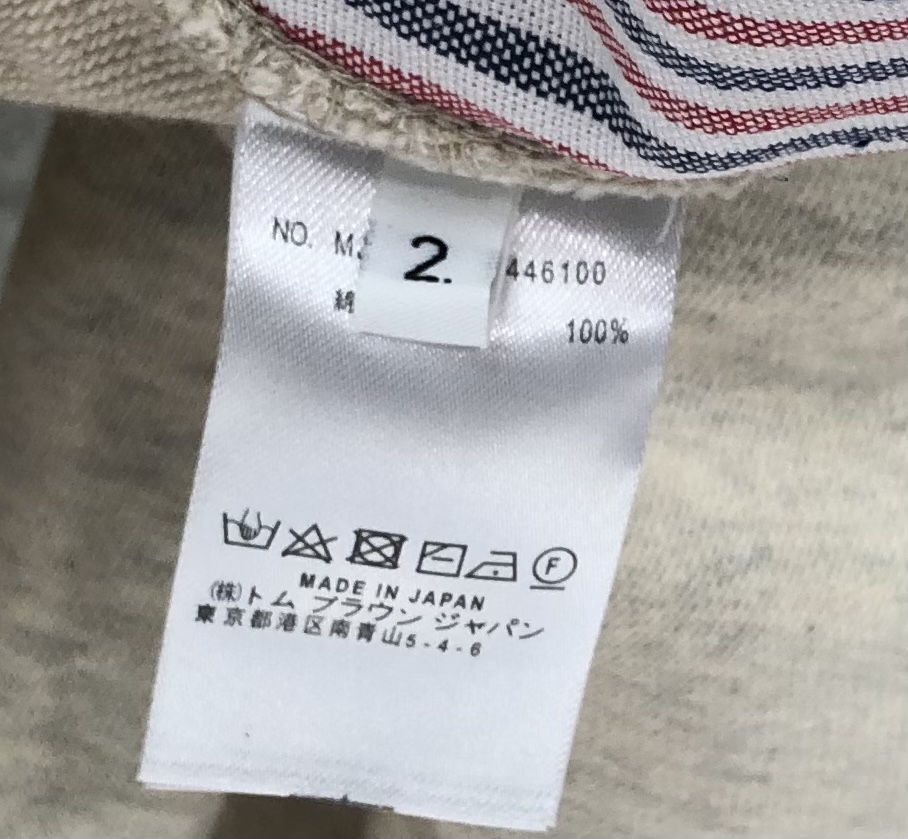 NO. M
2.
446100
綿
100%
F
MADE IN JAPAN
(株)トム ブラウン ジャパン
東京都港区南青山5-4-6